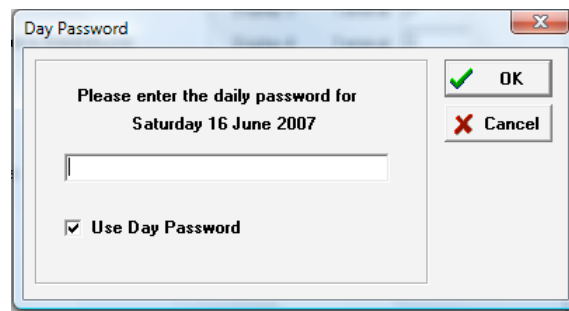 Day Password
Please enter the daily password for
Saturday 16 June 2007
Use Day Password
OK
Cancel